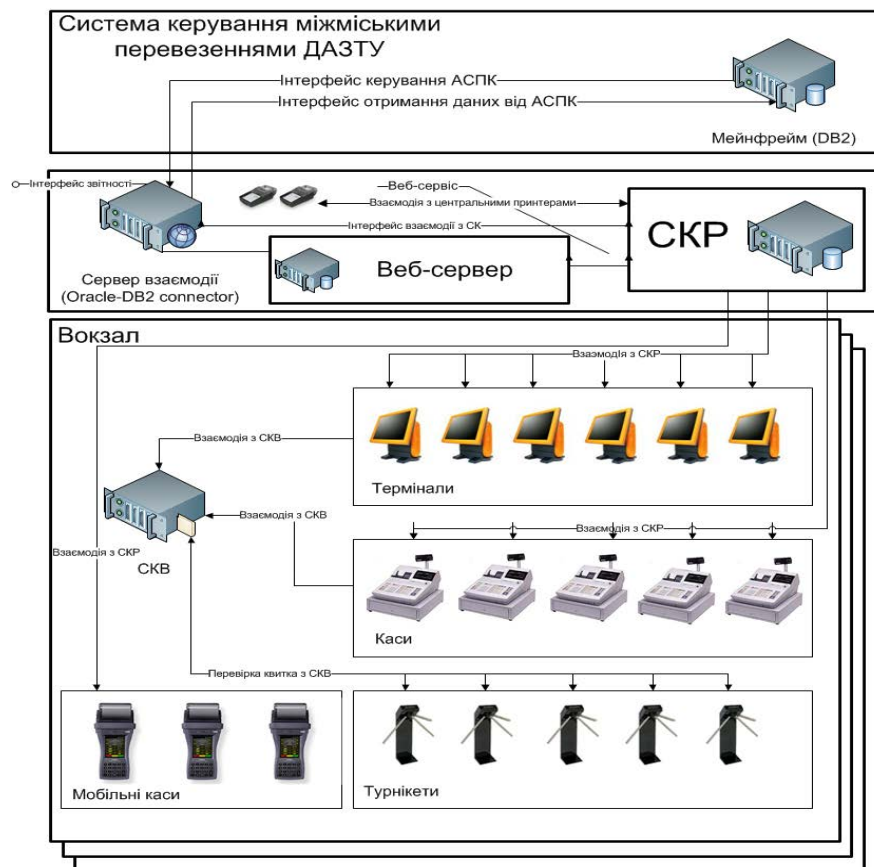 Система керування міжміськими
перевезеннями ДАЗТУ
Інтерфейс керування АСПК
Інтерфейс отримання даних від АСПК
Мейнфрейм (DB2)
Інтерфейс звітності
Веб-сервіс
Взаємодія з центральними принтерами
Інтерфейс взаємодії з СК
СКР
Веб-сервер
Сервер взаємодії
(Oracle-DB2 connector)
Вокзал
Взаємодія з СКР
Взаємодія з СКВ
Термінали
Взаємодія з СКВ
Взаємодія з СКР
Взаємодія з СКР
СКВ
Каси
Перевірка квитка з СКВ
Мобільні каси
Турнікети